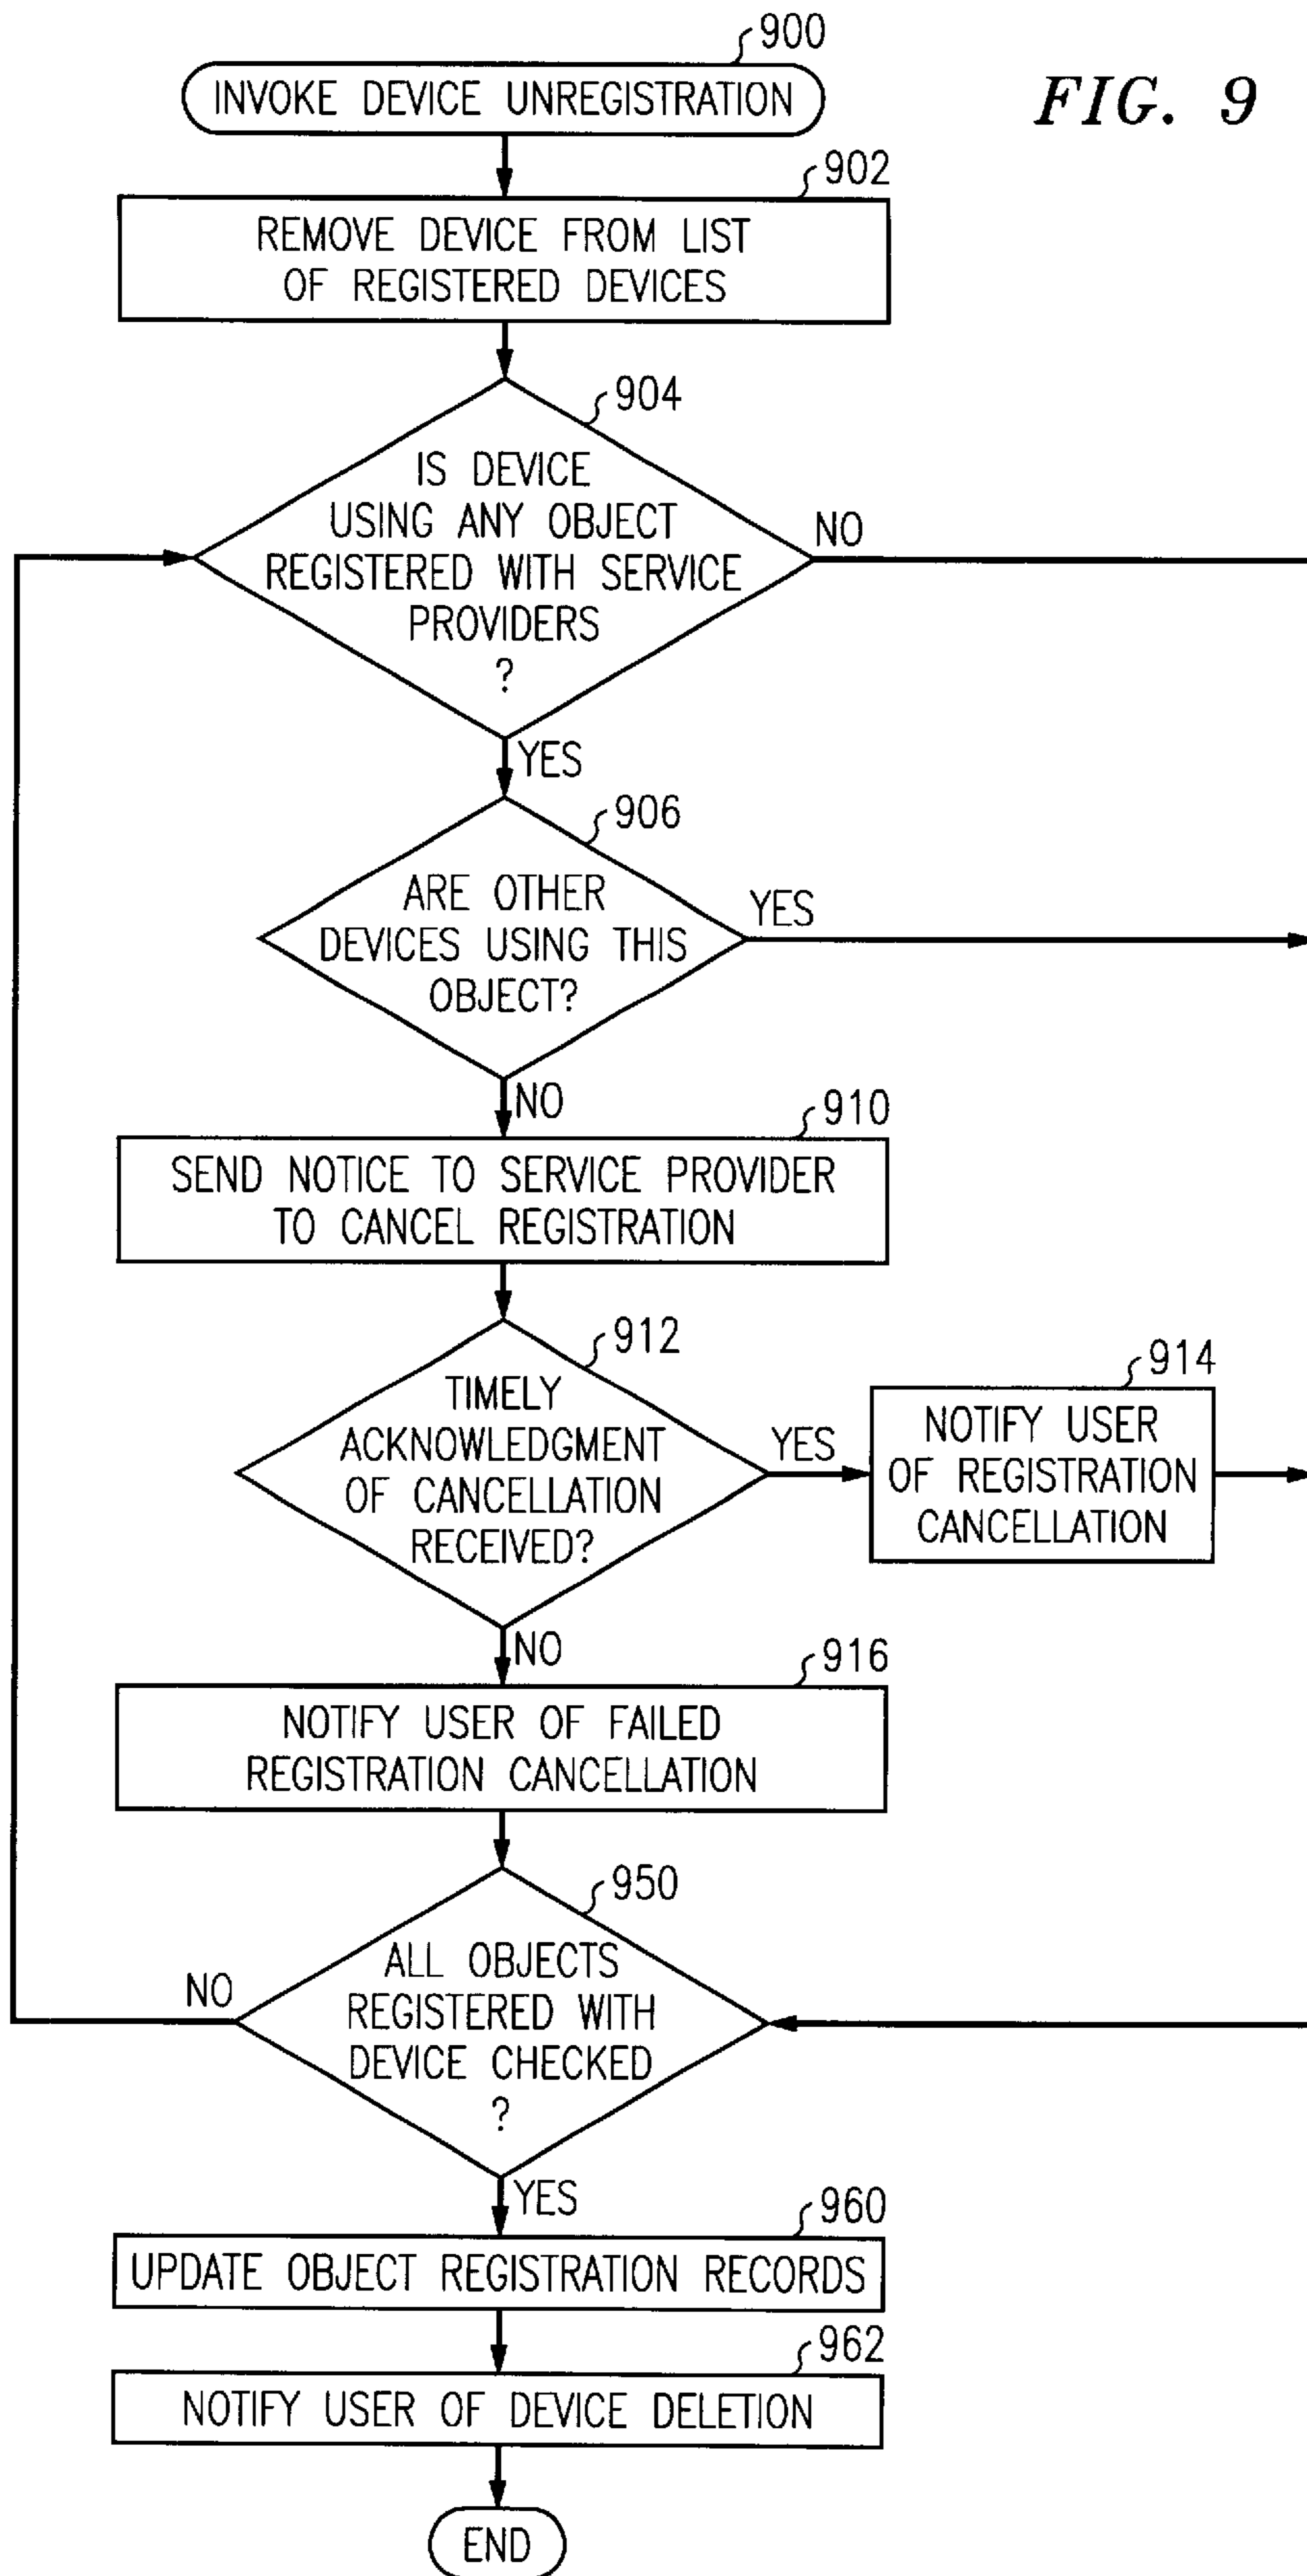 900
INVOKE DEVICE UNREGISTRATION
FIG. 9
902
REMOVE DEVICE FROM LIST
OF REGISTERED DEVICES
904
IS DEVICE
USING ANY OBJECT
REGISTERED WITH SERVICE
PROVIDERS
?
NO
YES
906
ARE OTHER
DEVICES USING THIS
OBJECT?
YES
NO
910
SEND NOTICE TO SERVICE PROVIDER
TO CANCEL REGISTRATION
912
TIMELY
ACKNOWLEDGMENT
OF CANCELLATION
RECEIVED?
YES
914
NOTIFY USER
OF REGISTRATION
CANCELLATION
NO
916
NOTIFY USER OF FAILED
REGISTRATION CANCELLATION
950
ALL OBJECTS
REGISTERED WITH
DEVICE CHECKED
?
NO
YES
960
UPDATE OBJECT REGISTRATION RECORDS
962
NOTIFY USER OF DEVICE DELETION
END